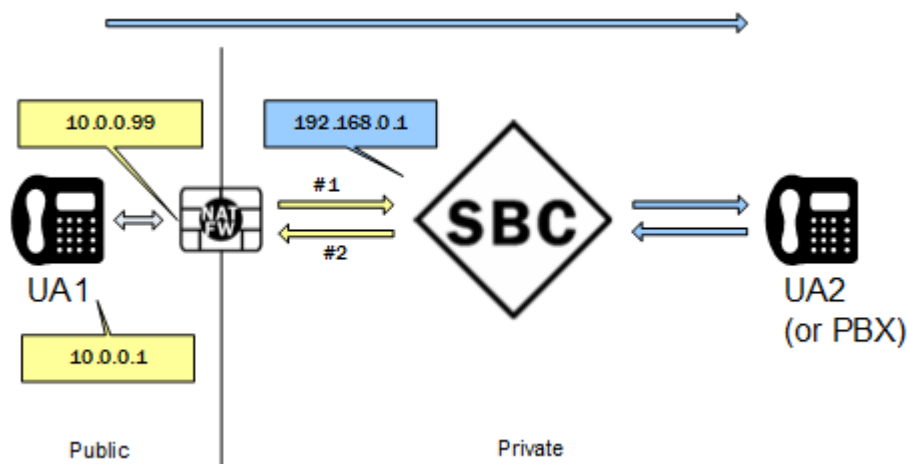 10.0.0.99
192.168.0.1
#1
NAT
FW
SBC
#2
UA1
UA2
(or PBX)
10.0.0.1
Public
Private